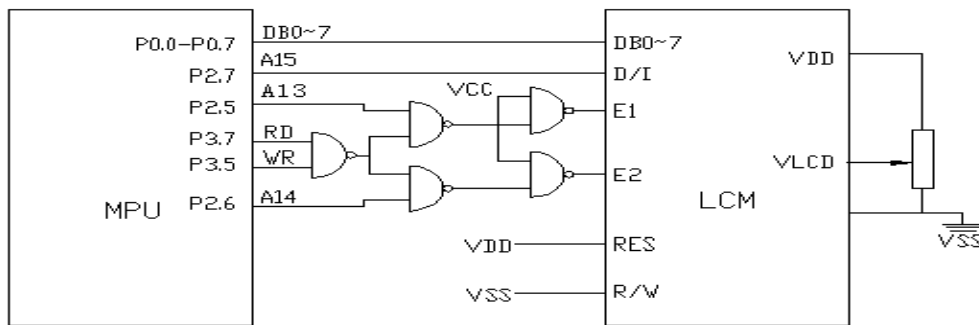 P0.0-P0.7 DB0~7 DB0~7
P2.7 A15 D/I
P2.5 A13
P3.7 RD
P3.5 WR
P2.6 A14
MPU
VCC
E1
E2
LCM
VDD
VLCD
VSS
VDD RES
VSS R/W